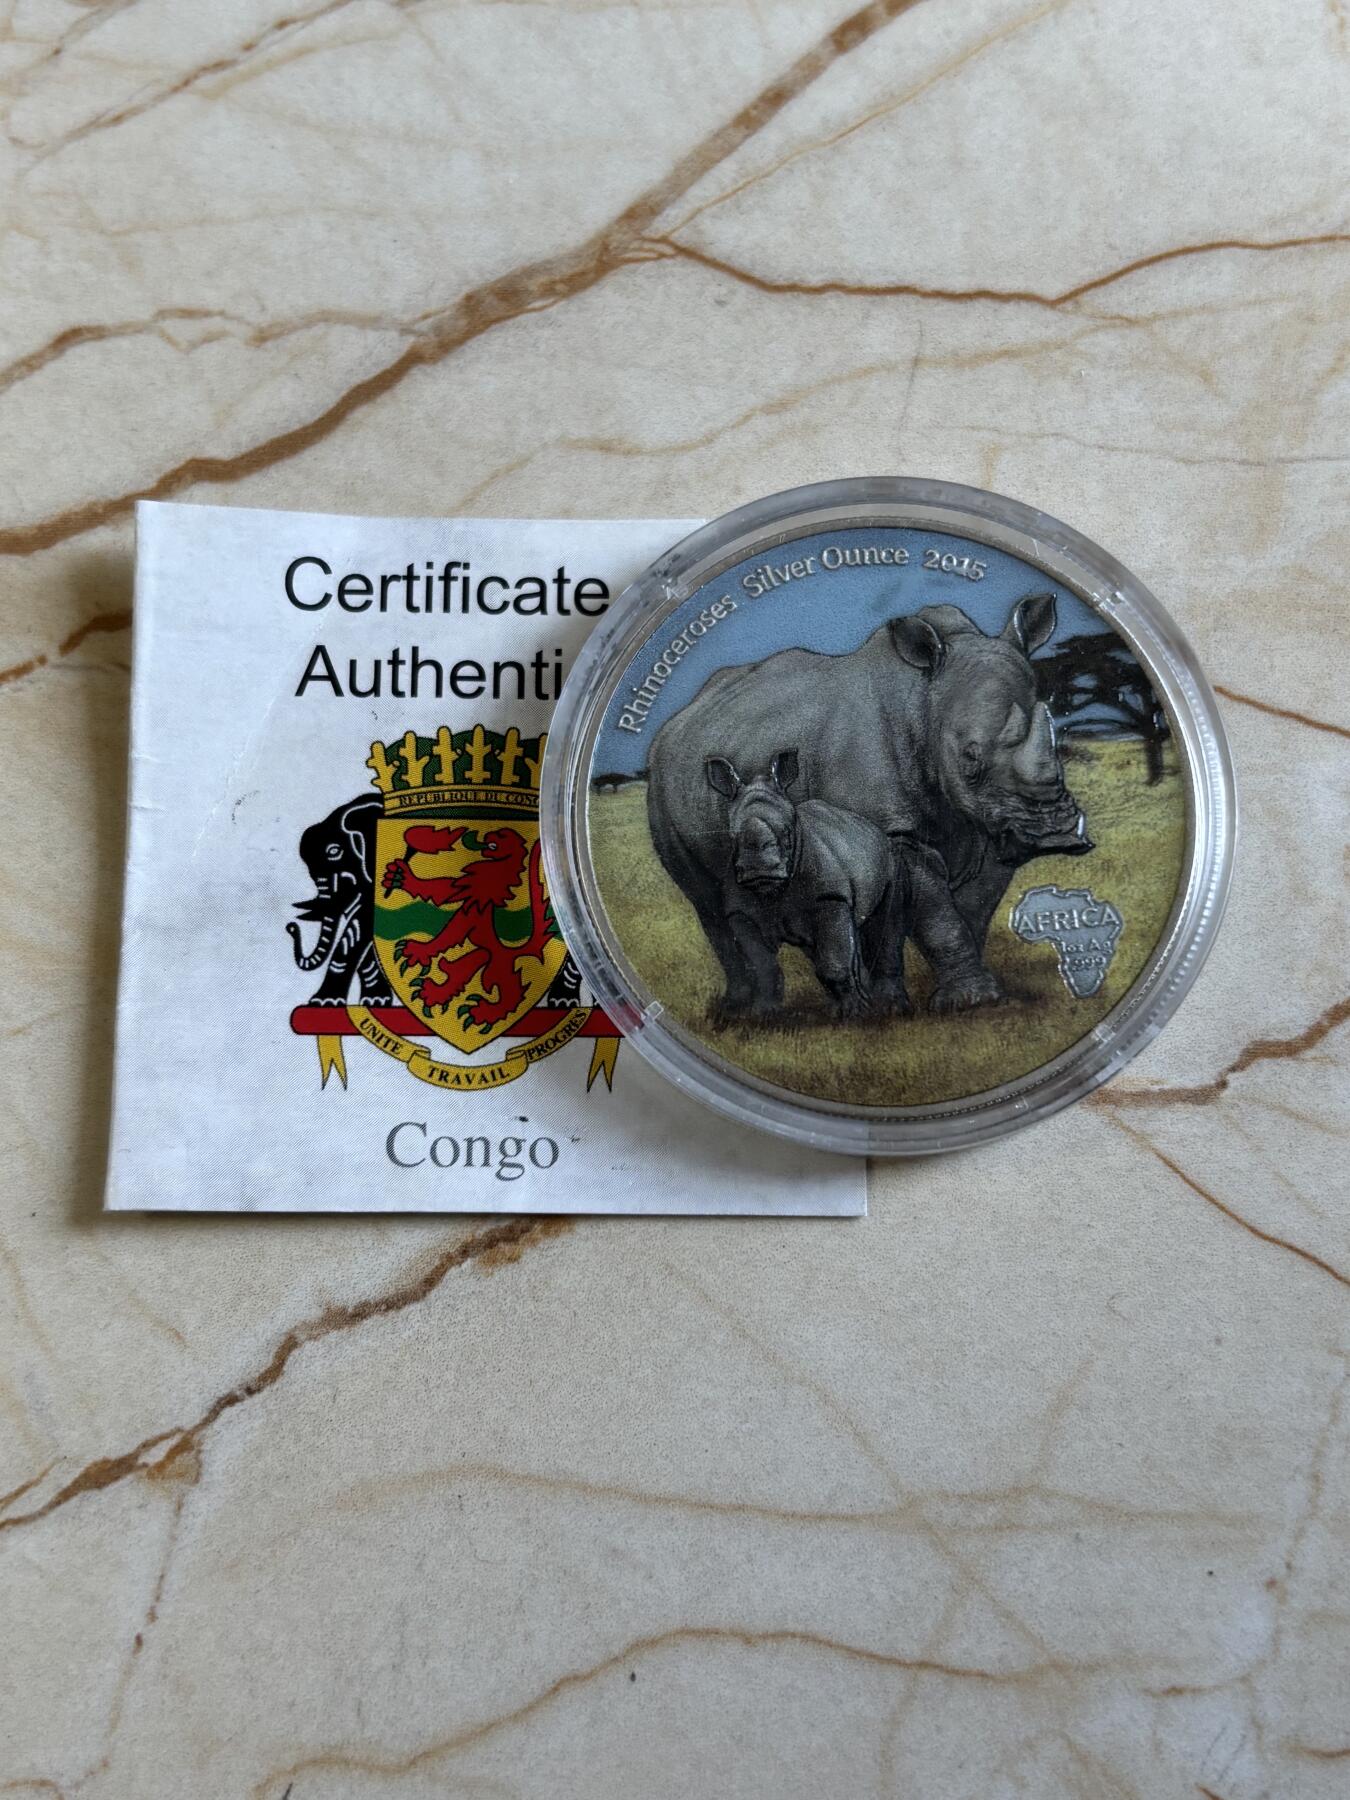 Certificate
Authenti
REPUBLIQUE DU CONG
UNITE
TRAVAIL
PROGRES
Congo
Rhinoceroses Silver Ounce 2015
AFRICA
1oz Ag
999